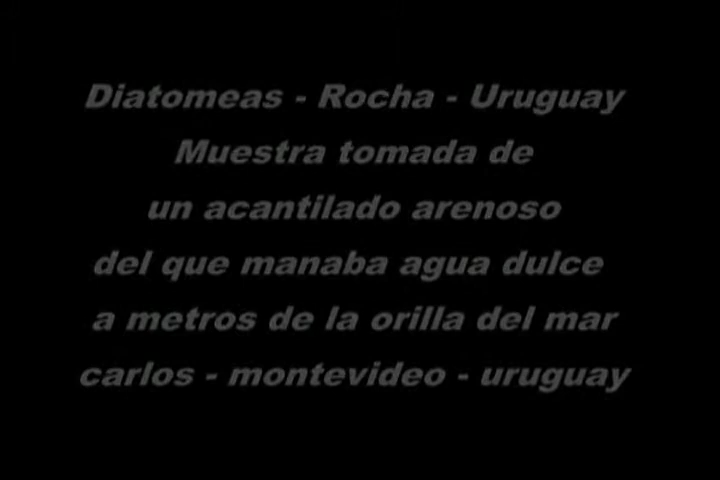 Diatomeas - Rocha - Uruguay
Muestra tomada de
un acantilado arenoso
del que manaba agua dulce
a metros de la orilla del mar
carlos - montevideo - uruguay